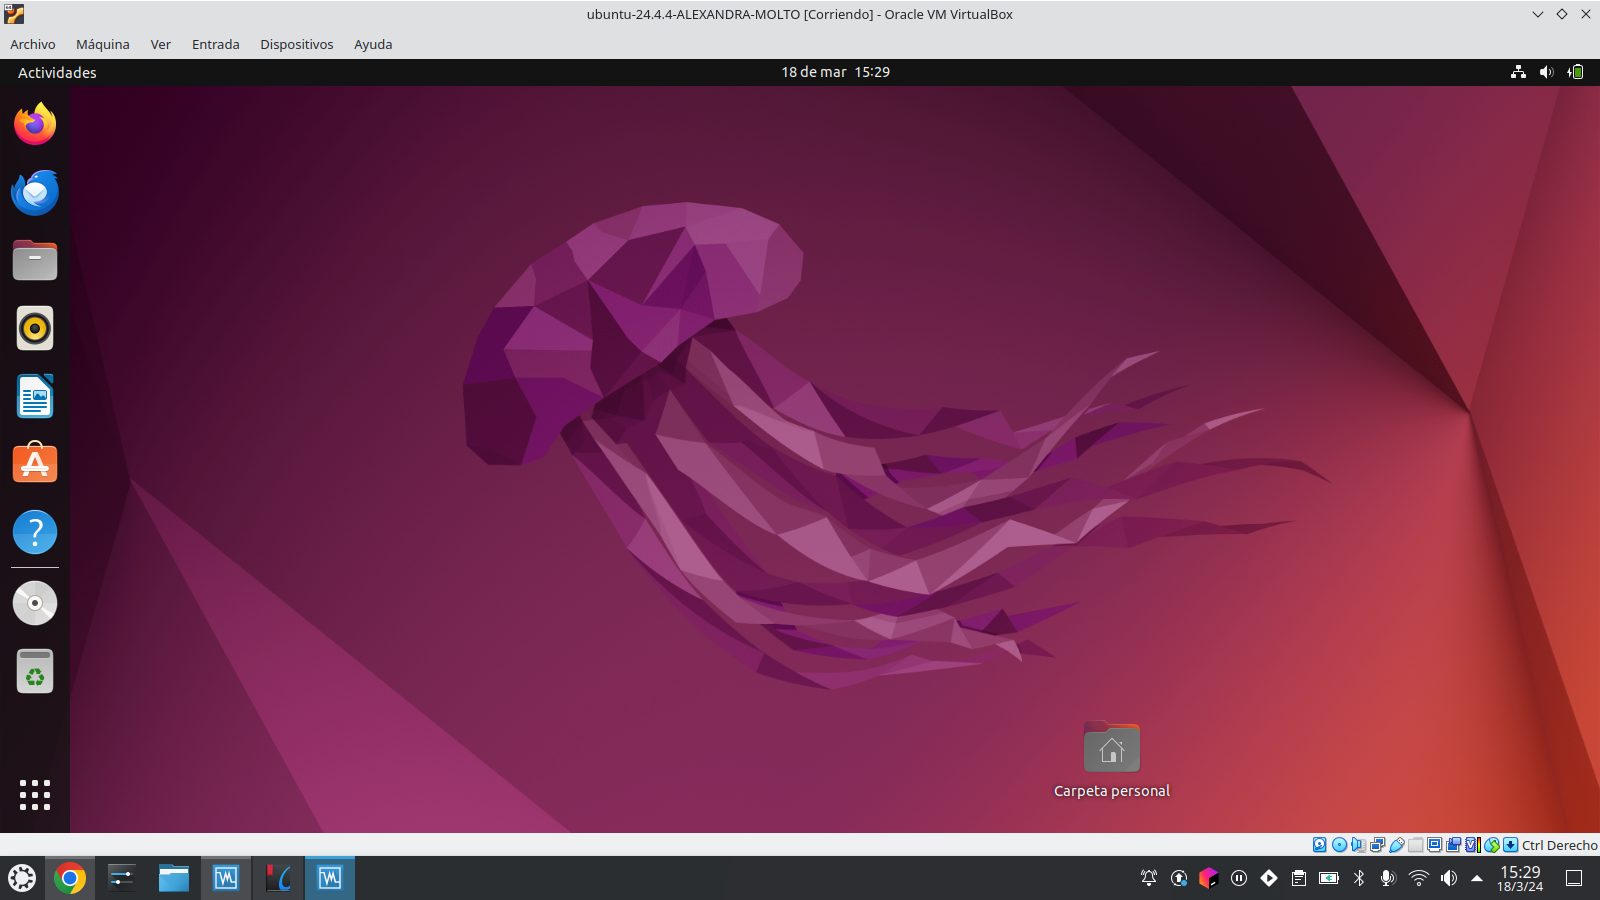 ubuntu-24.4.4-ALEXANDRA-MOLTO [Corriendo] - Oracle VM VirtualBox
Archivo Máquina Ver Entrada Dispositivos Ayuda
Actividades 18 de mar 15:29
Carpeta personal
Ctrl Derecho
15:29
18/3/24